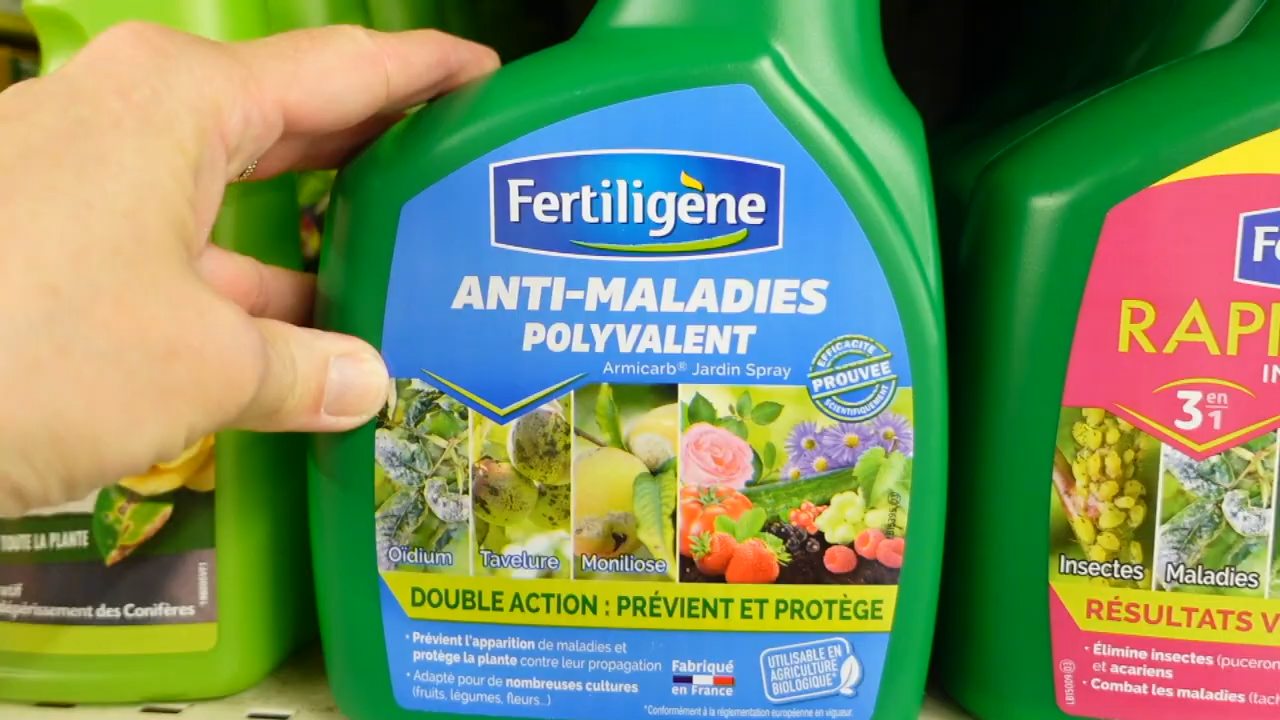 Fertiligène
ANTI-MALADIES
POLYVALENT
Armicarb® Jardin Spray
EFFICACITÉ
PROUVÉE
SCIENTIFIQUEMENT
Oïdium
Tavelure
Moniliose
DOUBLE ACTION : PRÉVIENT ET PROTÈGE
• Prévient l'apparition de maladies et
protège la plante contre leur propagation
• Adapté pour de nombreuses cultures
(fruits, légumes, fleurs...)
Fabriqué
en France
UTILISABLE EN
AGRICULTURE
BIOLOGIQUE*
*Conformément à la réglementation européenne en vigueur.
TOUTE LA PLANTE
dépérissement des Conifères
RAPI
3 en 1
Insectes
Maladies
RÉSULTATS V
• Élimine insectes (puceron
et acariens
• Combat les maladies (tach